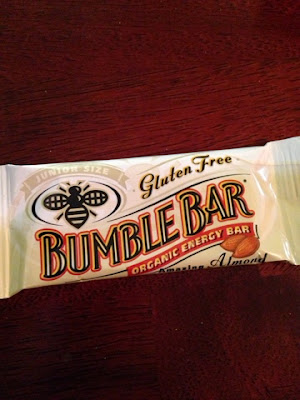 JUNIOR SIZE
Gluten Free
BUMBLE BAR
ORGANIC ENERGY BAR
Amazing Almond